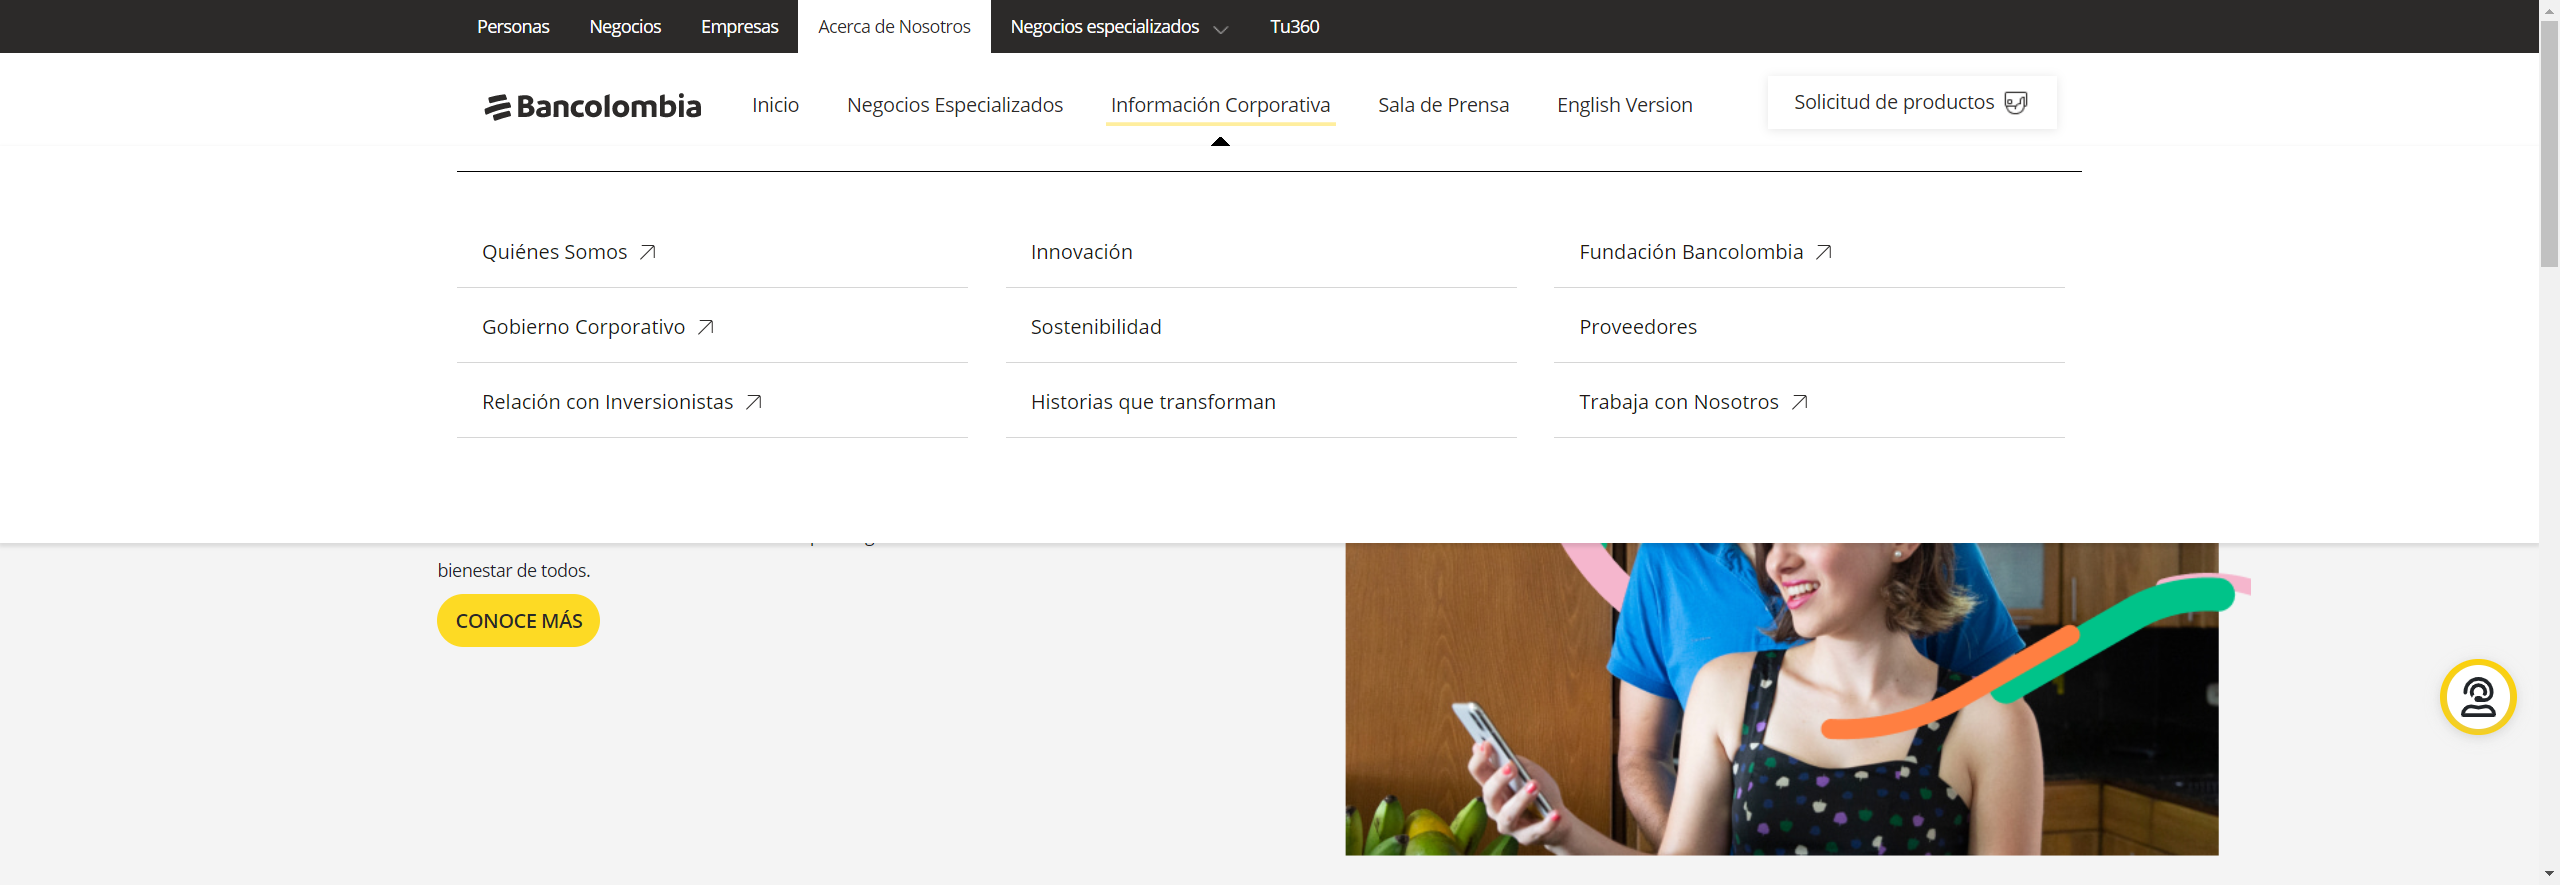 Personas Negocios Empresas Acerca de Nosotros Negocios especializados Tu360
Bancolombia Inicio Negocios Especializados Información Corporativa Sala de Prensa English Version Solicitud de productos
Quiénes Somos Innovación Fundación Bancolombia
Gobierno Corporativo Sostenibilidad Proveedores
Relación con Inversionistas Historias que transforman Trabaja con Nosotros
bienestar de todos.
CONOCE MÁS